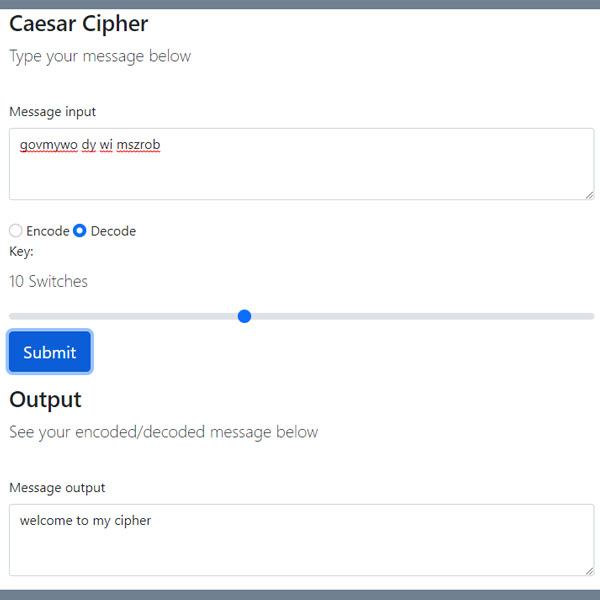 Caesar Cipher
Type your message below
Message input
govmywo dy wi mszrob
Encode Decode
Key:
10 Switches
Submit
Output
See your encoded/decoded message below
Message output
welcome to my cipher